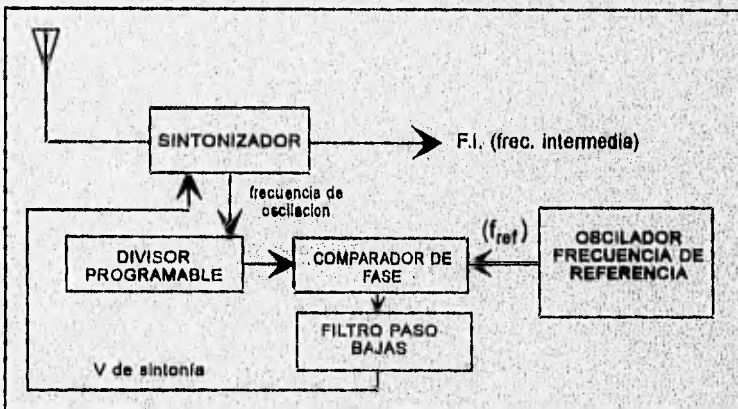 SINTONIZADOR
F.I. (frec. intermedia)
frecuencia de
oscilacion
DIVISOR
PROGRAMABLE
COMPARADOR DE
FASE
(fref)
OSCILADOR
FRECUENCIA DE
REFERENCIA
FILTRO PASO
BAJAS
V de sintonía